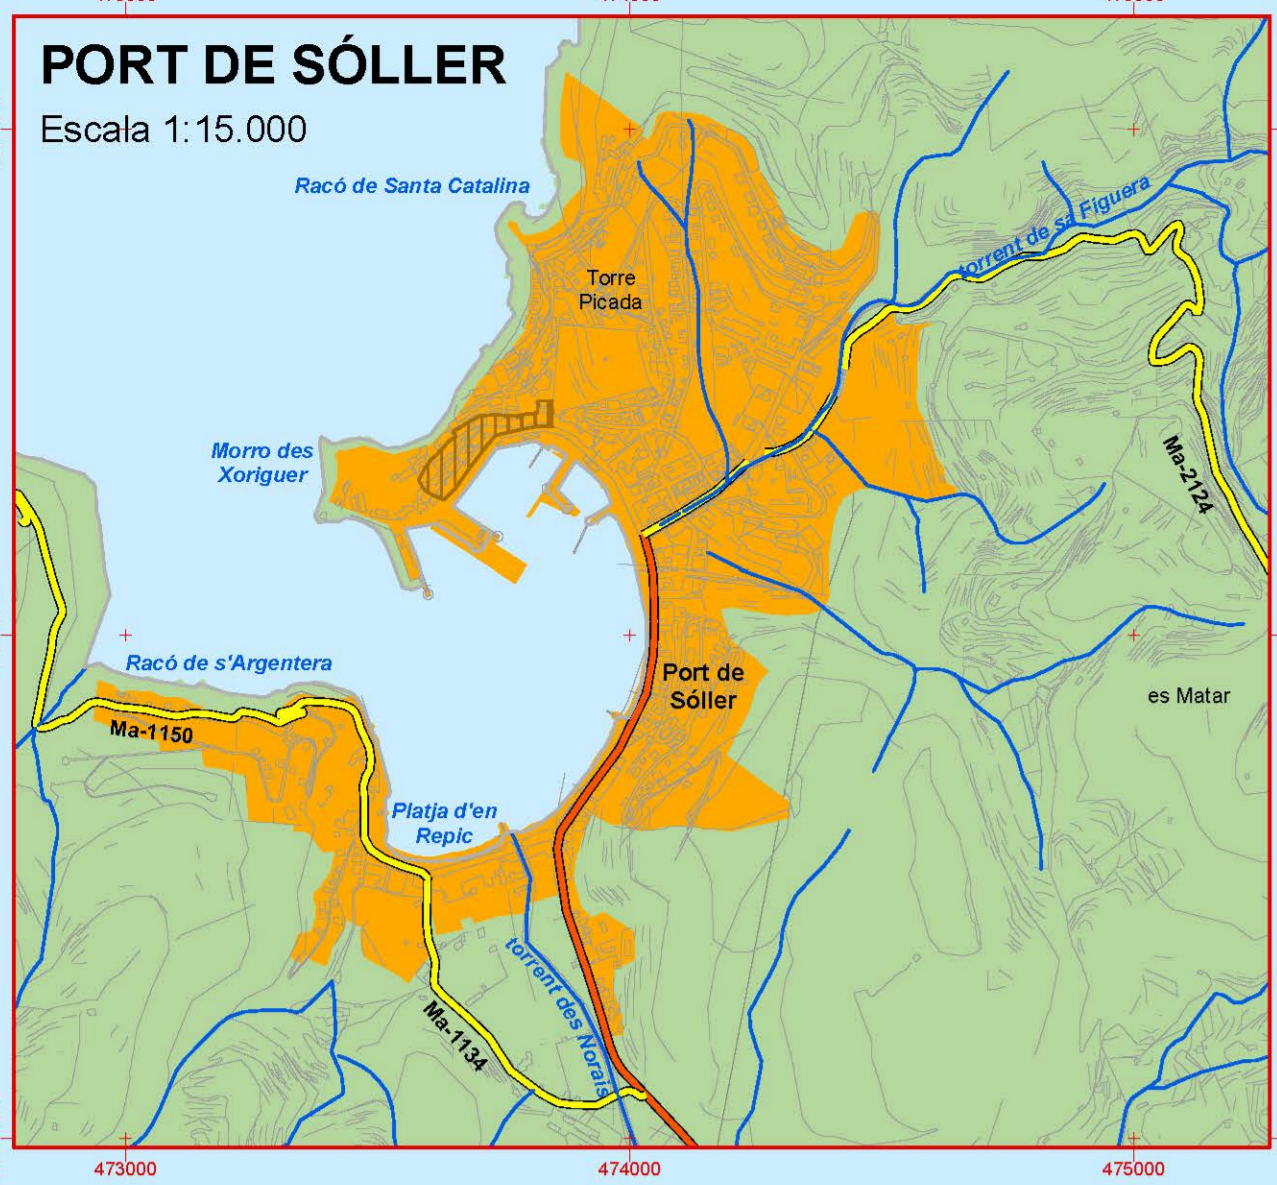 PORT DE SÓLLER
Escala 1:15.000
Racó de Santa Catalina
torrent de sa Figuera
Torre
Picada
Morro des
Xoriguer
Ma-2124
Racó de s'Argentera
Port de
Sóller
es Matar
Ma-1150
Platja d'en
Repic
torrent des Norais
Ma-1134
473000
474000
475000